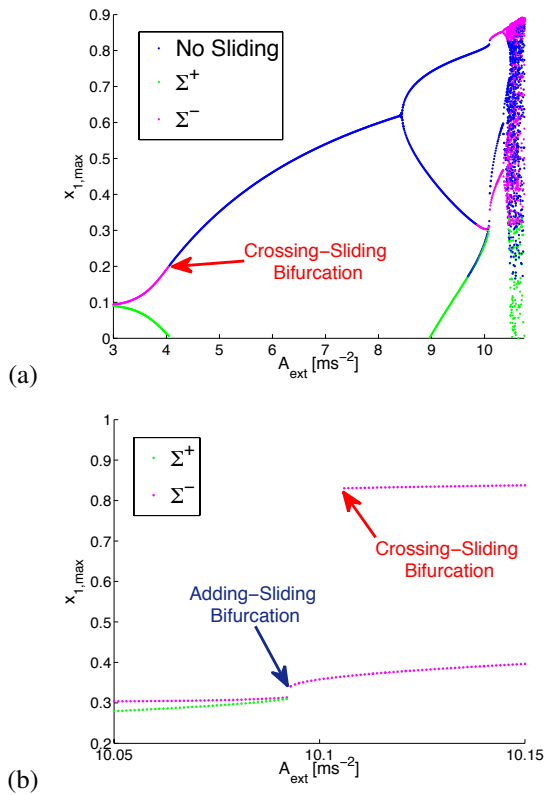 0.9
0.8
0.7
0.6
0.5
0.4
0.3
0.2
0.1
0
x1,max
No Sliding
Σ+
Σ−
Crossing−Sliding
Bifurcation
3 4 5 6 7 8 9 10
Aext [ms−2]
(a)
1
0.9
0.8
0.7
0.6
0.5
0.4
0.3
0.2
x1,max
Σ+
Σ−
Crossing−Sliding
Bifurcation
Adding−Sliding
Bifurcation
10.05 10.1 10.15
Aext [ms−2]
(b)